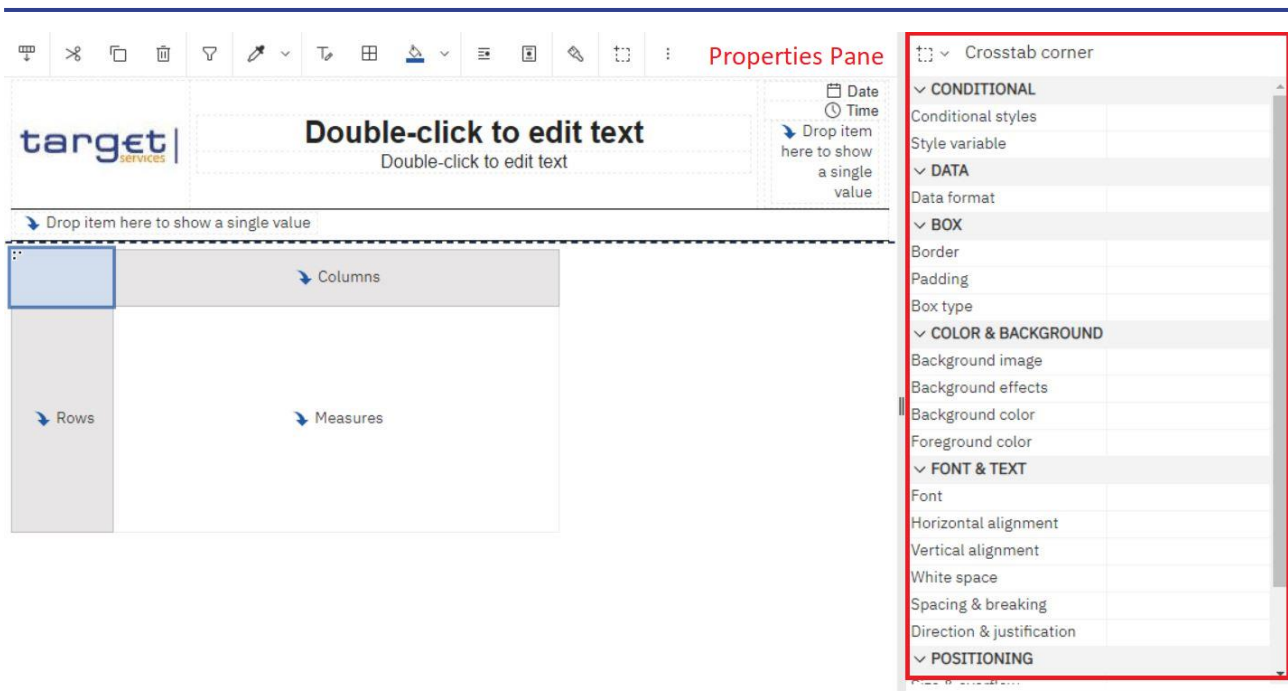 Properties Pane
Crosstab corner
Date
Time
target
services
Double-click to edit text
Double-click to edit text
Drop item
here to show
a single
value
Drop item here to show a single value
Columns
Rows
Measures
CONDITIONAL
Conditional styles
Style variable
DATA
Data format
BOX
Border
Padding
Box type
COLOR & BACKGROUND
Background image
Background effects
Background color
Foreground color
FONT & TEXT
Font
Horizontal alignment
Vertical alignment
White space
Spacing & breaking
Direction & justification
POSITIONING